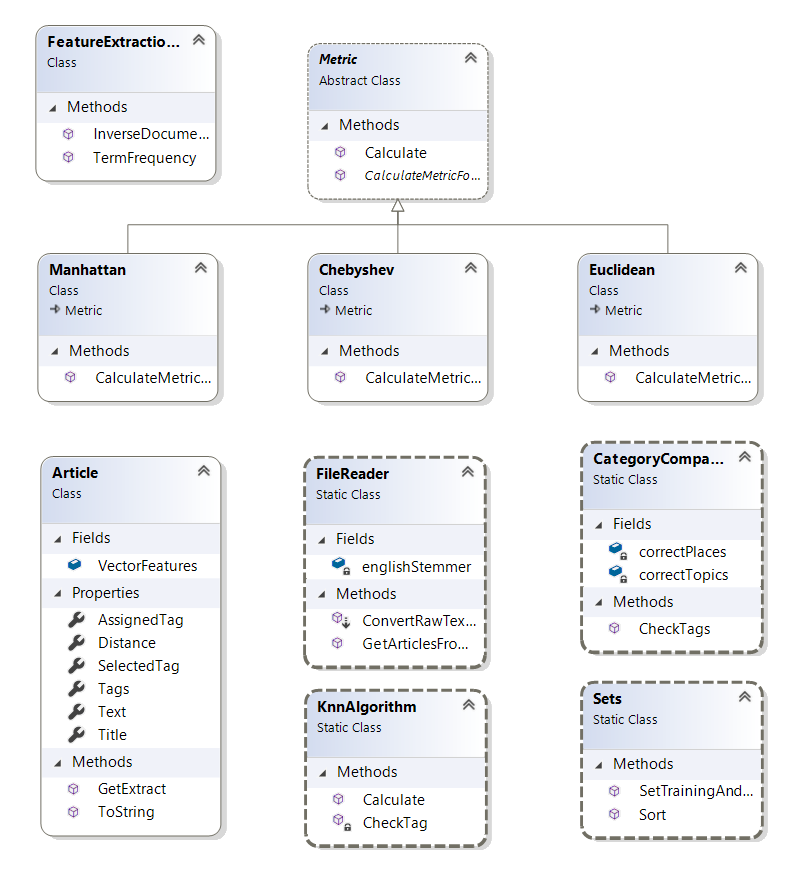 FeatureExtractio...
Class
Methods
InverseDocume...
TermFrequency
Metric
Abstract Class
Methods
Calculate
CalculateMetricFo...
Manhattan
Class
Metric
Methods
CalculateMetric...
Chebyshev
Class
Metric
Methods
CalculateMetric...
Euclidean
Class
Metric
Methods
CalculateMetric...
Article
Class
Fields
VectorFeatures
Properties
AssignedTag
Distance
SelectedTag
Tags
Text
Title
Methods
GetExtract
ToString
FileReader
Static Class
Fields
englishStemmer
Methods
ConvertRawTex...
GetArticlesFro...
CategoryCompa...
Static Class
Fields
correctPlaces
correctTopics
Methods
CheckTags
KnnAlgorithm
Static Class
Methods
Calculate
CheckTag
Sets
Static Class
Methods
SetTrainingAnd...
Sort